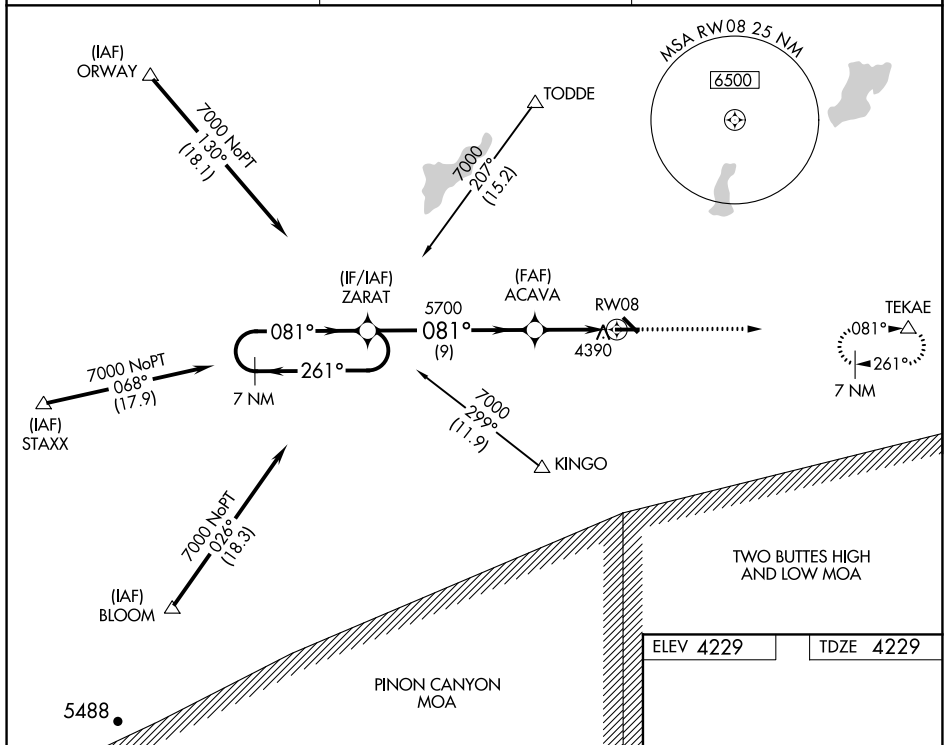 MSA RW08 25 NM
6500
(IAF)
ORWAY
7000 NoPT
130°
(18.1)
TODDE
7000
207°
(15.2)
(IF/IAF)
ZARAT
(FAF)
ACAVA
RW08
TEKAE
081°
5700
081°
(9)
4390
081°
261°
7 NM
261°
7 NM
7000 NoPT
068°
(17.9)
(IAF)
STAXX
7000
299°
(11.9)
KINGO
7000 NoPT
026°
(18.3)
(IAF)
BLOOM
TWO BUTTES HIGH
AND LOW MOA
PINON CANYON
MOA
5488
ELEV 4229
TDZE 4229